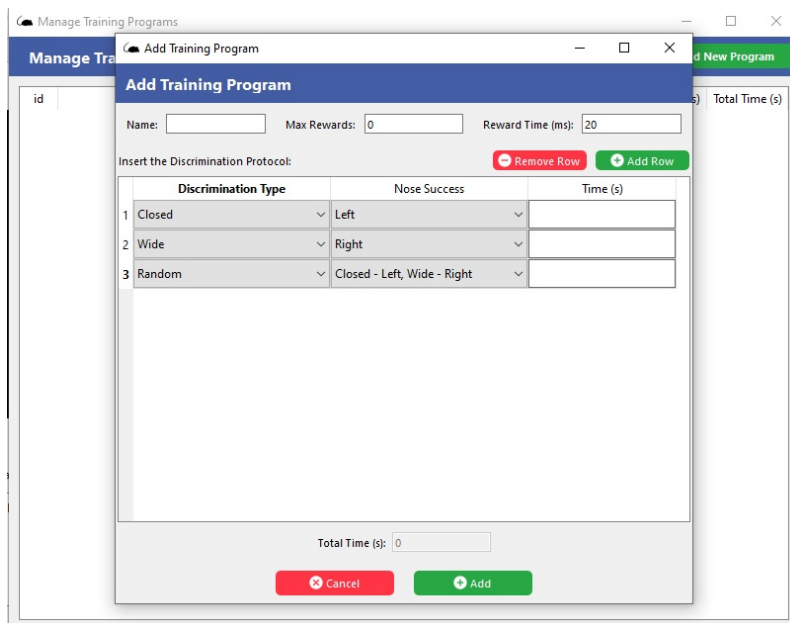 Manage Training Programs
Manage Tra
d New Program
id
s) Total Time (s)
Add Training Program
Add Training Program
Name: Max Rewards: 0 Reward Time (ms): 20
Insert the Discrimination Protocol: Remove Row Add Row
Discrimination Type Nose Success Time (s)
1 Closed Left
2 Wide Right
3 Random Closed - Left, Wide - Right
Total Time (s): 0
Cancel Add